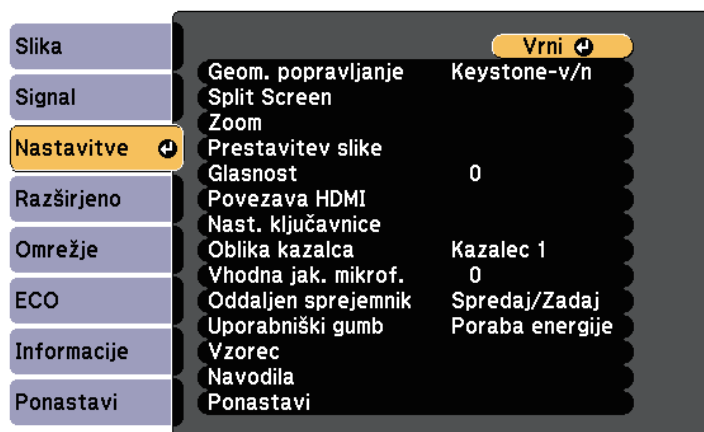 Slika
Signal
Nastavitve
Razširjeno
Omrežje
ECO
Informacije
Ponastavi
Vrni
Geom. popravljanje Keystone-v/n
Split Screen
Zoom
Prestavitev slike
Glasnost 0
Povezava HDMI
Nast. ključavnice
Oblika kazalca Kazalec 1
Vhodna jak. mikrof. 0
Oddaljen sprejemnik Spredaj/Zadaj
Uporabniški gumb Poraba energije
Vzorec
Navodila
Ponastavi